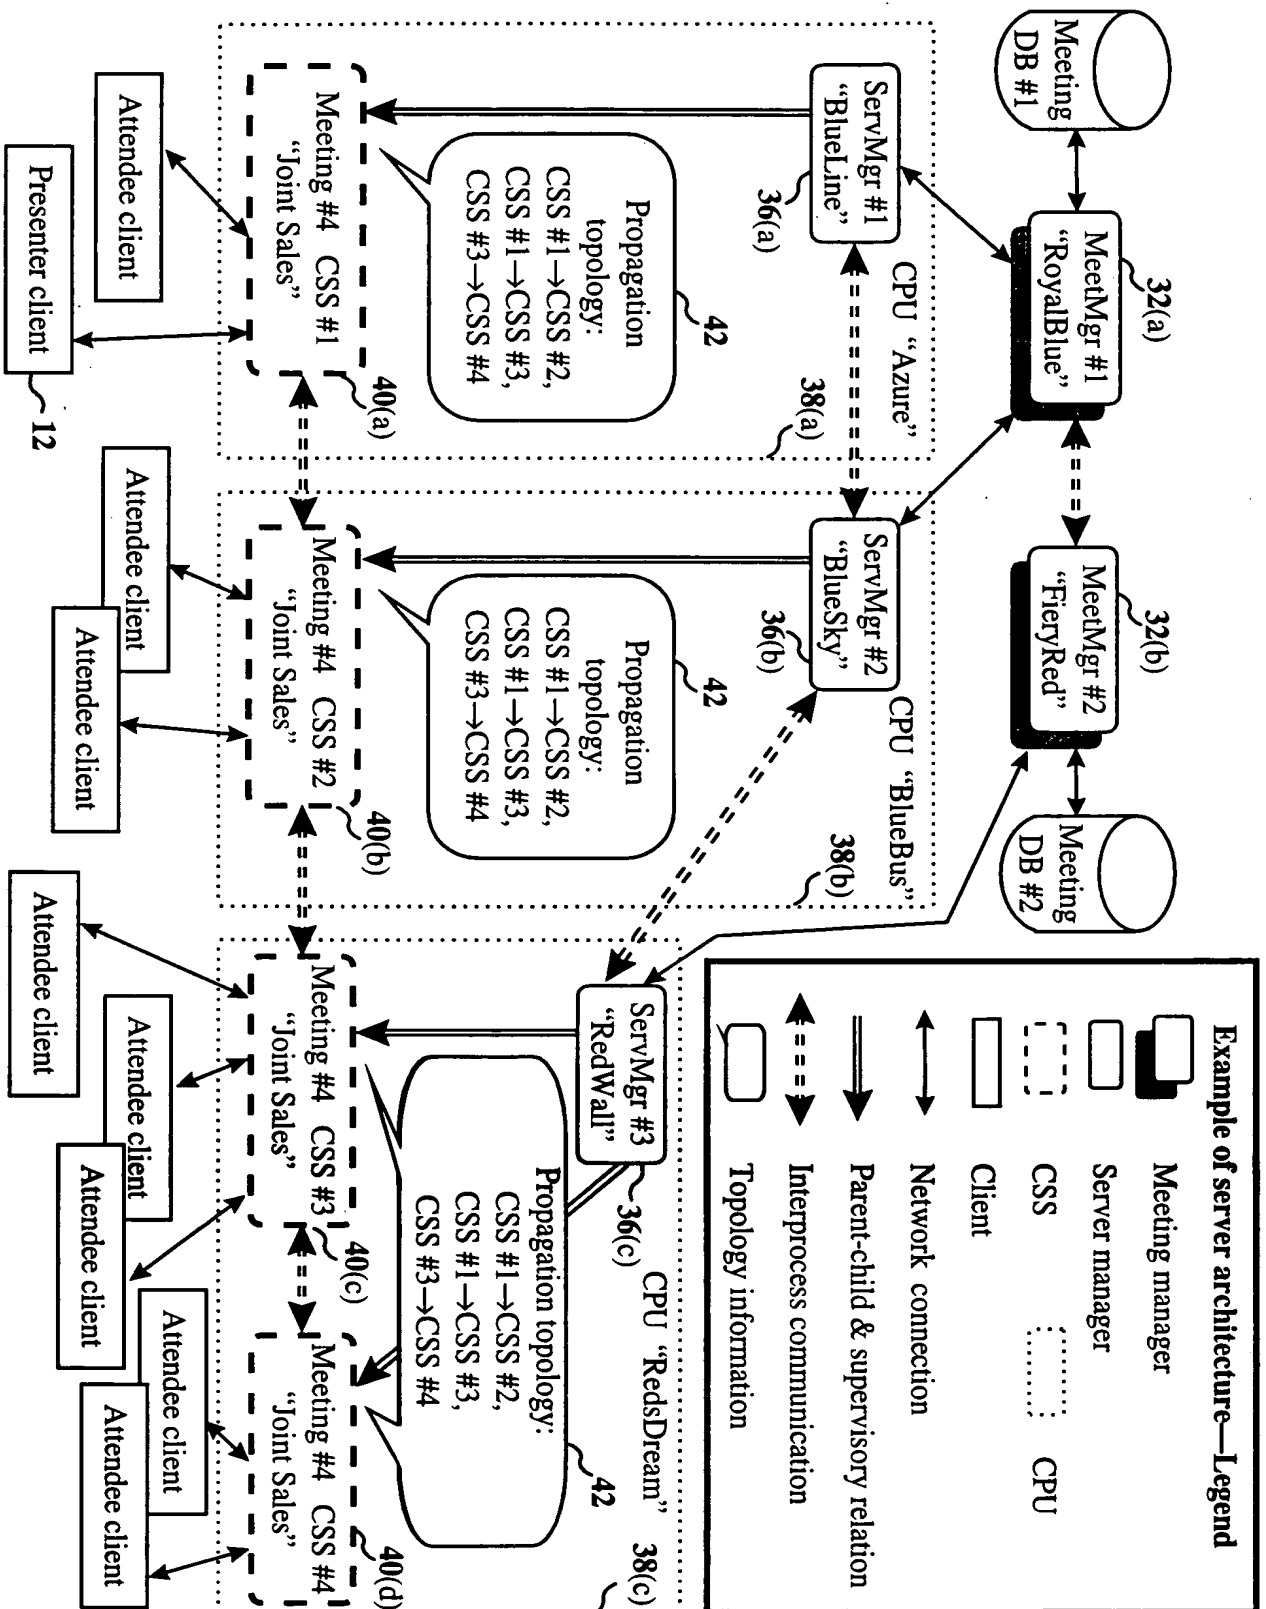 Meeting
DB #1
MeetMgr #1
“RoyalBlue”
32(a)
MeetMgr #2
“FieryRed”
32(b)
Meeting
DB #2
ServMgr #1
“BlueLine”
36(a)
CPU “Azure”
38(a)
Propagation
topology:
CSS #1→CSS #2,
CSS #1→CSS #3,
CSS #3→CSS #4
42
Meeting #4 CSS #1
“Joint Sales”
40(a)
Attendee client
Presenter client
12
ServMgr #2
“BlueSky”
36(b)
CPU “BlueBus”
38(b)
Propagation
topology:
CSS #1→CSS #2,
CSS #1→CSS #3,
CSS #3→CSS #4
42
Meeting #4 CSS #2
“Joint Sales”
40(b)
Attendee client
Attendee client
ServMgr #3
“RedWall”
36(c)
CPU “RedsDream”
38(c)
Propagation topology:
CSS #1→CSS #2,
CSS #1→CSS #3,
CSS #3→CSS #4
42
Meeting #4 CSS #3
“Joint Sales”
40(c)
Meeting #4 CSS #4
“Joint Sales”
40(d)
Attendee client
Attendee client
Attendee client
Attendee client
Attendee client
Example of server architecture—Legend
Meeting manager
Server manager
CSS
CPU
Client
Network connection
Parent-child & supervisory relation
Interprocess communication
Topology information